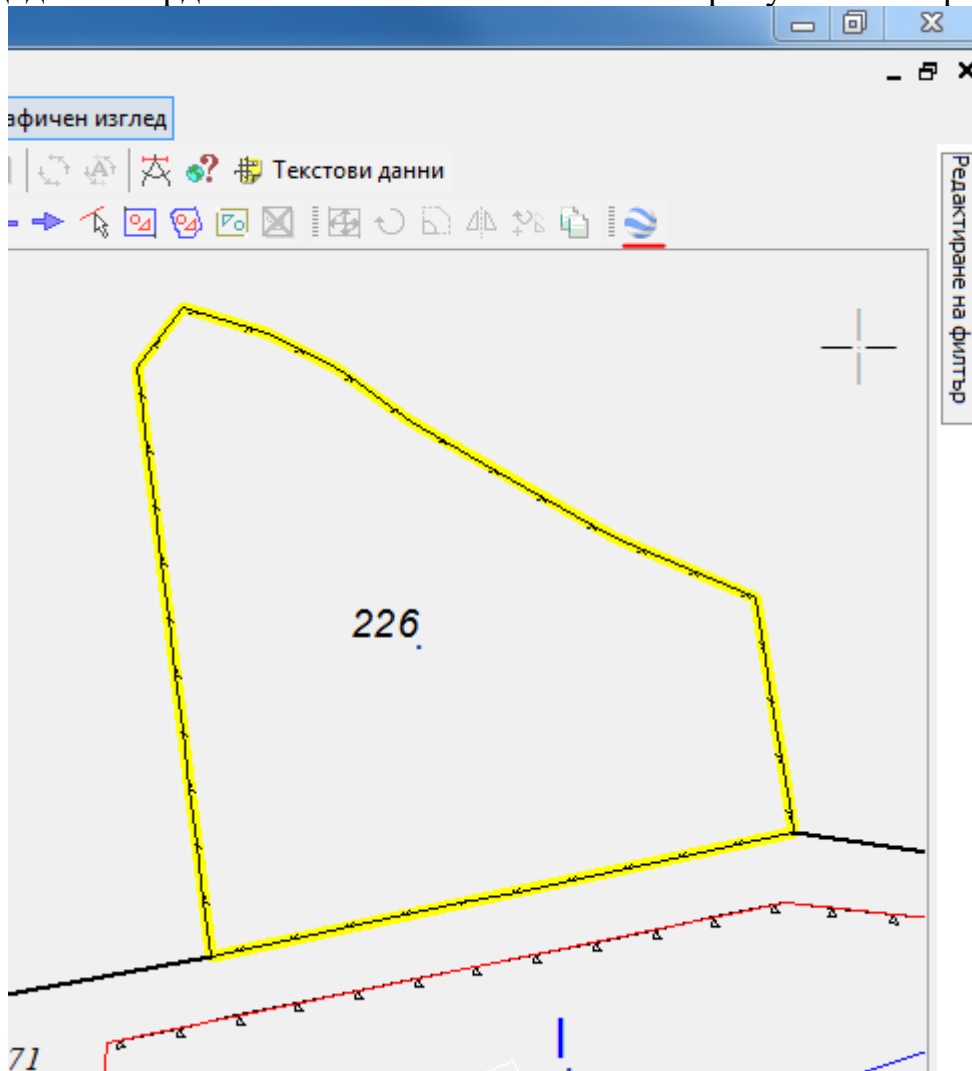 афичен изглед
Текстови данни
Редактиране на филтър
226
71